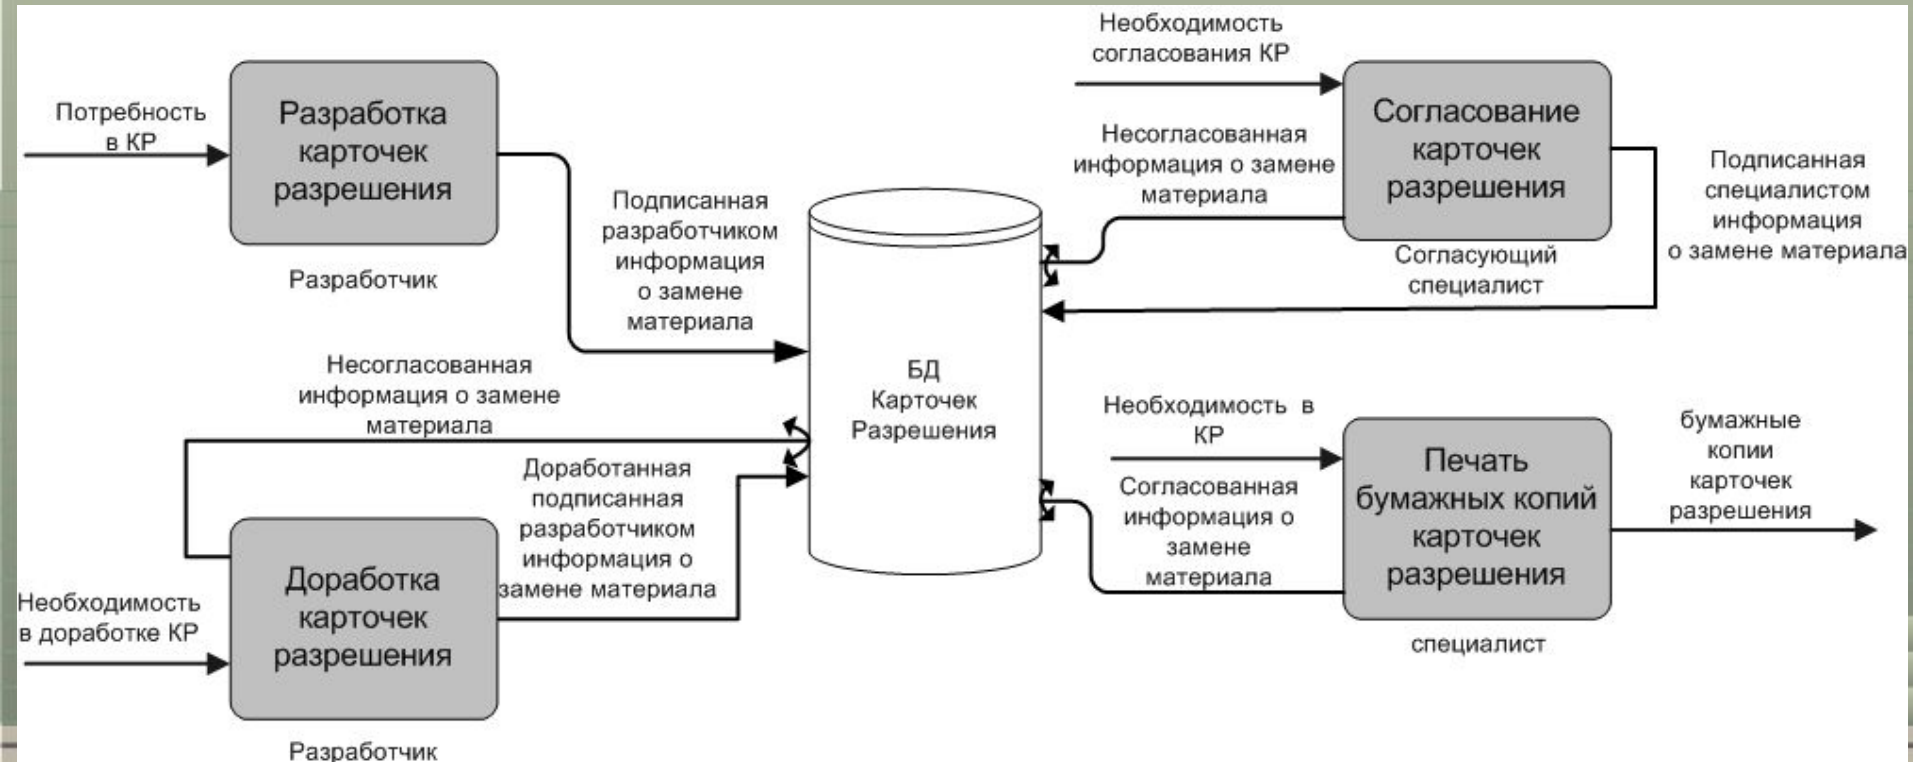 Потребность
в КР
Разработка
карточек
разрешения
Разработчик
Подписанная
разработчиком
информация
о замене
материала
Несогласованная
информация о замене
материала
Доработанная
подписанная
разработчиком
информация о
замене материала
Необходимость
в доработке КР
Доработка
карточек
разрешения
Разработчик
БД
Карточек
Разрешения
Необходимость
согласования КР
Несогласованная
информация о замене
материала
Согласование
карточек
разрешения
Согласующий
специалист
Подписанная
специалистом
информация
о замене материала
Необходимость в
КР
Согласованная
информация о
замене
материала
Печать
бумажных копий
карточек
разрешения
специалист
бумажные
копии
карточек
разрешения